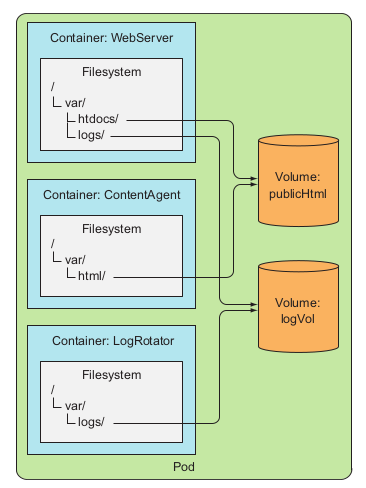 Container: WebServer
Filesystem
/
var/
htdocs/
logs/
Container: ContentAgent
Filesystem
/
var/
html/
Container: LogRotator
Filesystem
/
var/
logs/
Volume:
publicHtml
Volume:
logVol
Pod